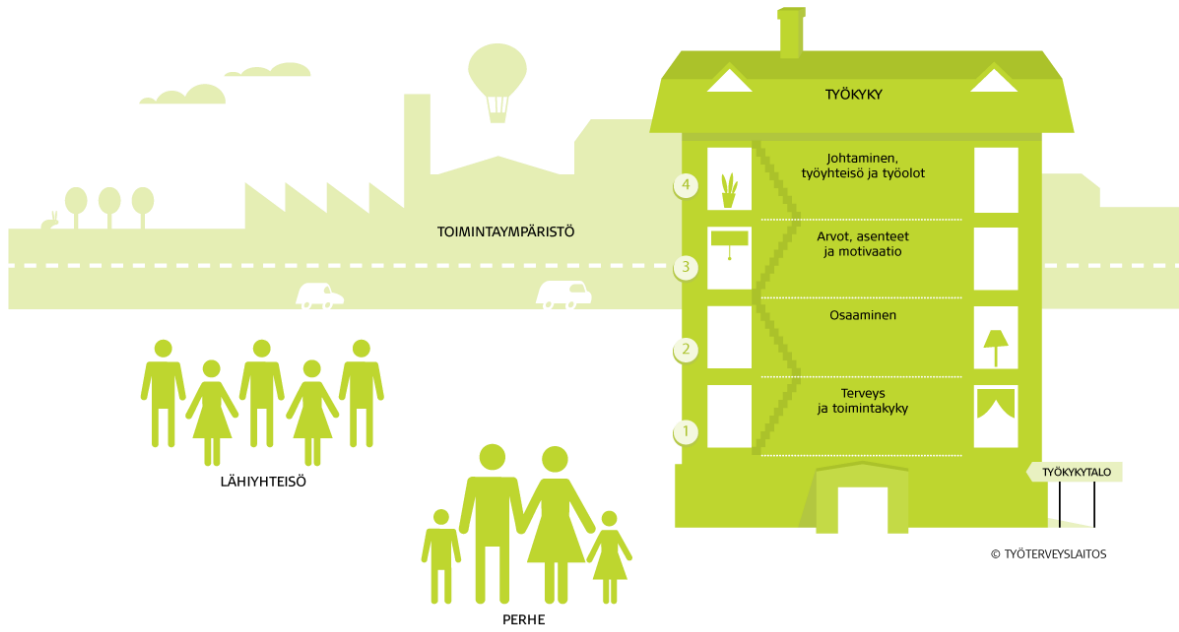 TYÖKYKY
4
Johtaminen,
työyhteisö ja työolot
TOIMINTAYMPÄRISTÖ
3
Arvot, asenteet
ja motivaatio
2
Osaaminen
1
Terveys
ja toimintakyky
LÄHIYHTEISÖ
TYÖKYKYTALO
© TYÖTERVEYSLAITOS
PERHE